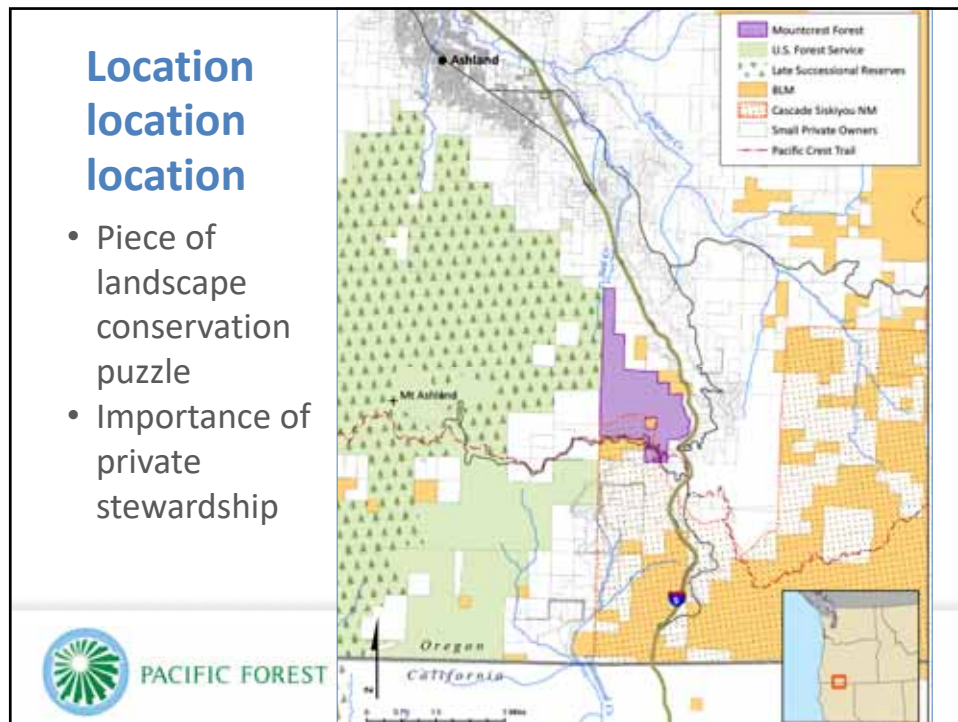 Location
location
location
• Piece of
landscape
conservation
puzzle
• Importance of
private
stewardship
PACIFIC FOREST
Mountcrest Forest
U.S. Forest Service
Late Successional Reserves
BLM
Cascade Siskiyou NM
Small Private Owners
Pacific Crest Trail
Ashland
Mt Ashland
5
Oregon
California